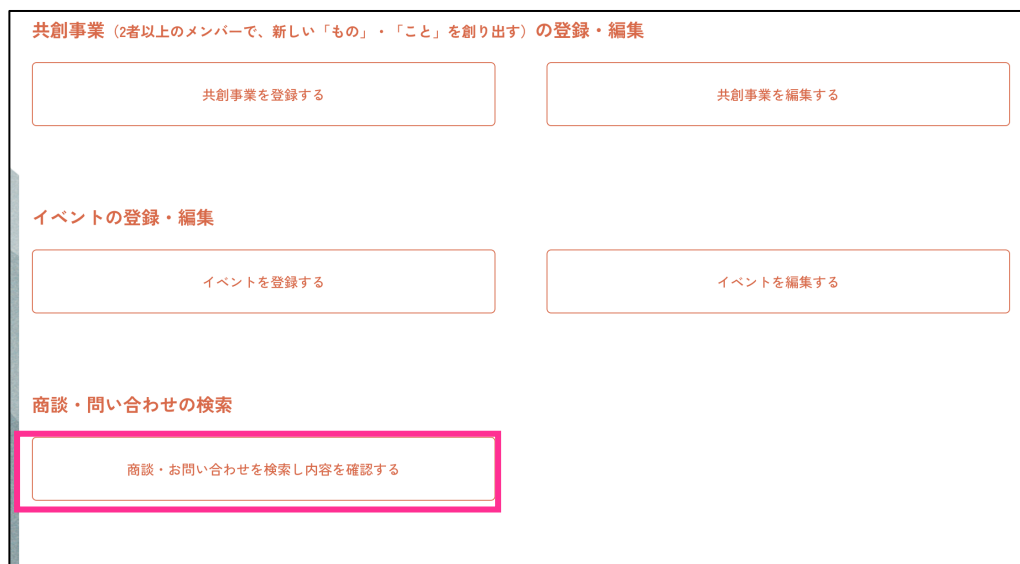 共創事業（2者以上のメンバーで、新しい「もの」・「こと」を創り出す）の登録・編集
共創事業を登録する
共創事業を編集する
イベントの登録・編集
イベントを登録する
イベントを編集する
商談・問い合わせの検索
商談・お問い合わせを検索し内容を確認する